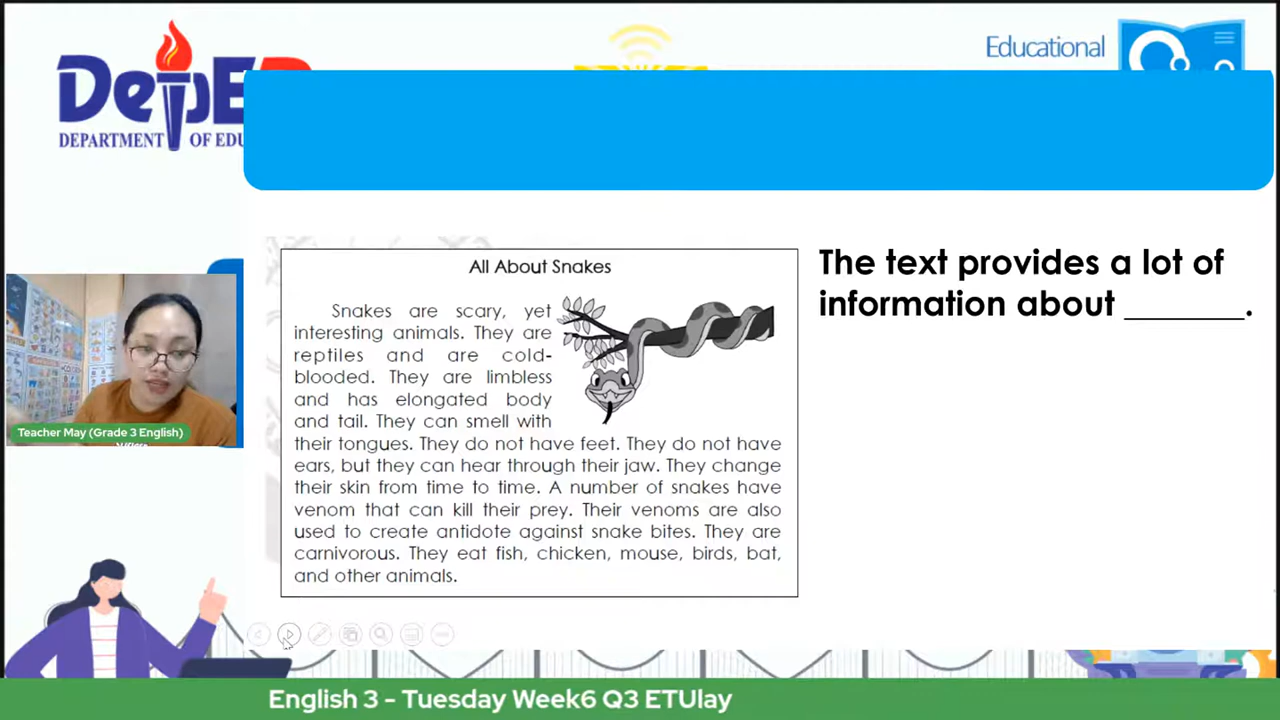 DepED
DEPARTMENT OF EDU
Educational
All About Snakes
Snakes are scary, yet
interesting animals. They are
reptiles and are cold-
blooded. They are limbless
and has elongated body
and tail. They can smell with
their tongues. They do not have feet. They do not have
ears, but they can hear through their jaw. They change
their skin from time to time. A number of snakes have
venom that can kill their prey. Their venoms are also
used to create antidote against snake bites. They are
carnivorous. They eat fish, chicken, mouse, birds, bat,
and other animals.
The text provides a lot of
information about _______.
Teacher May (Grade 3 English)
English 3 - Tuesday Week6 Q3 ETUlay